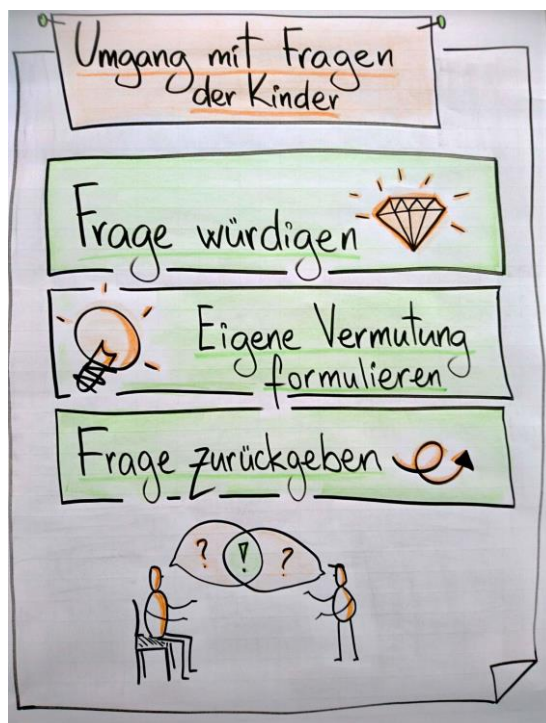 Umgang mit Fragen
der Kinder
Frage würdigen
Eigene Vermutung
formulieren
Frage zurückgeben
? ! ?